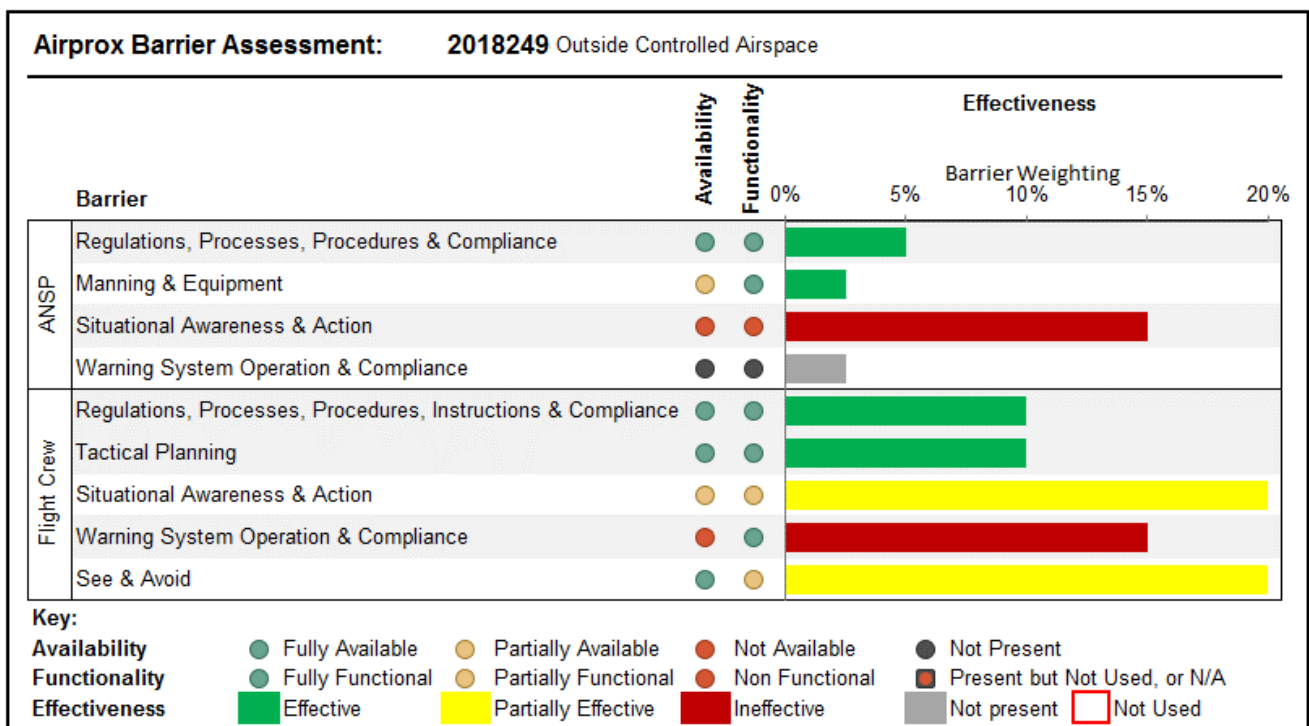 Airprox Barrier Assessment: 2018249 Outside Controlled Airspace
Availability
Functionality
Effectiveness
Barrier Weighting
Barrier
0% 5% 10% 15% 20%
ANSP
Regulations, Processes, Procedures & Compliance
Manning & Equipment
Situational Awareness & Action
Warning System Operation & Compliance
Flight Crew
Regulations, Processes, Procedures, Instructions & Compliance
Tactical Planning
Situational Awareness & Action
Warning System Operation & Compliance
See & Avoid
Key:
Availability Fully Available Partially Available Not Available Not Present
Functionality Fully Functional Partially Functional Non Functional Present but Not Used, or N/A
Effectiveness Effective Partially Effective Ineffective Not present Not Used